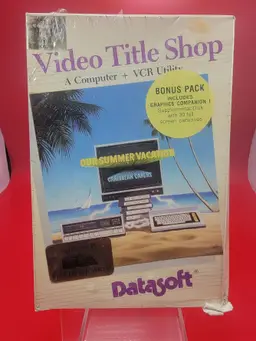 Video Title Shop
A Computer + VCR Utility
BONUS PACK
INCLUDES
GRAPHICS COMPANION I
OUR SUMMER VACATION
Datasoft®